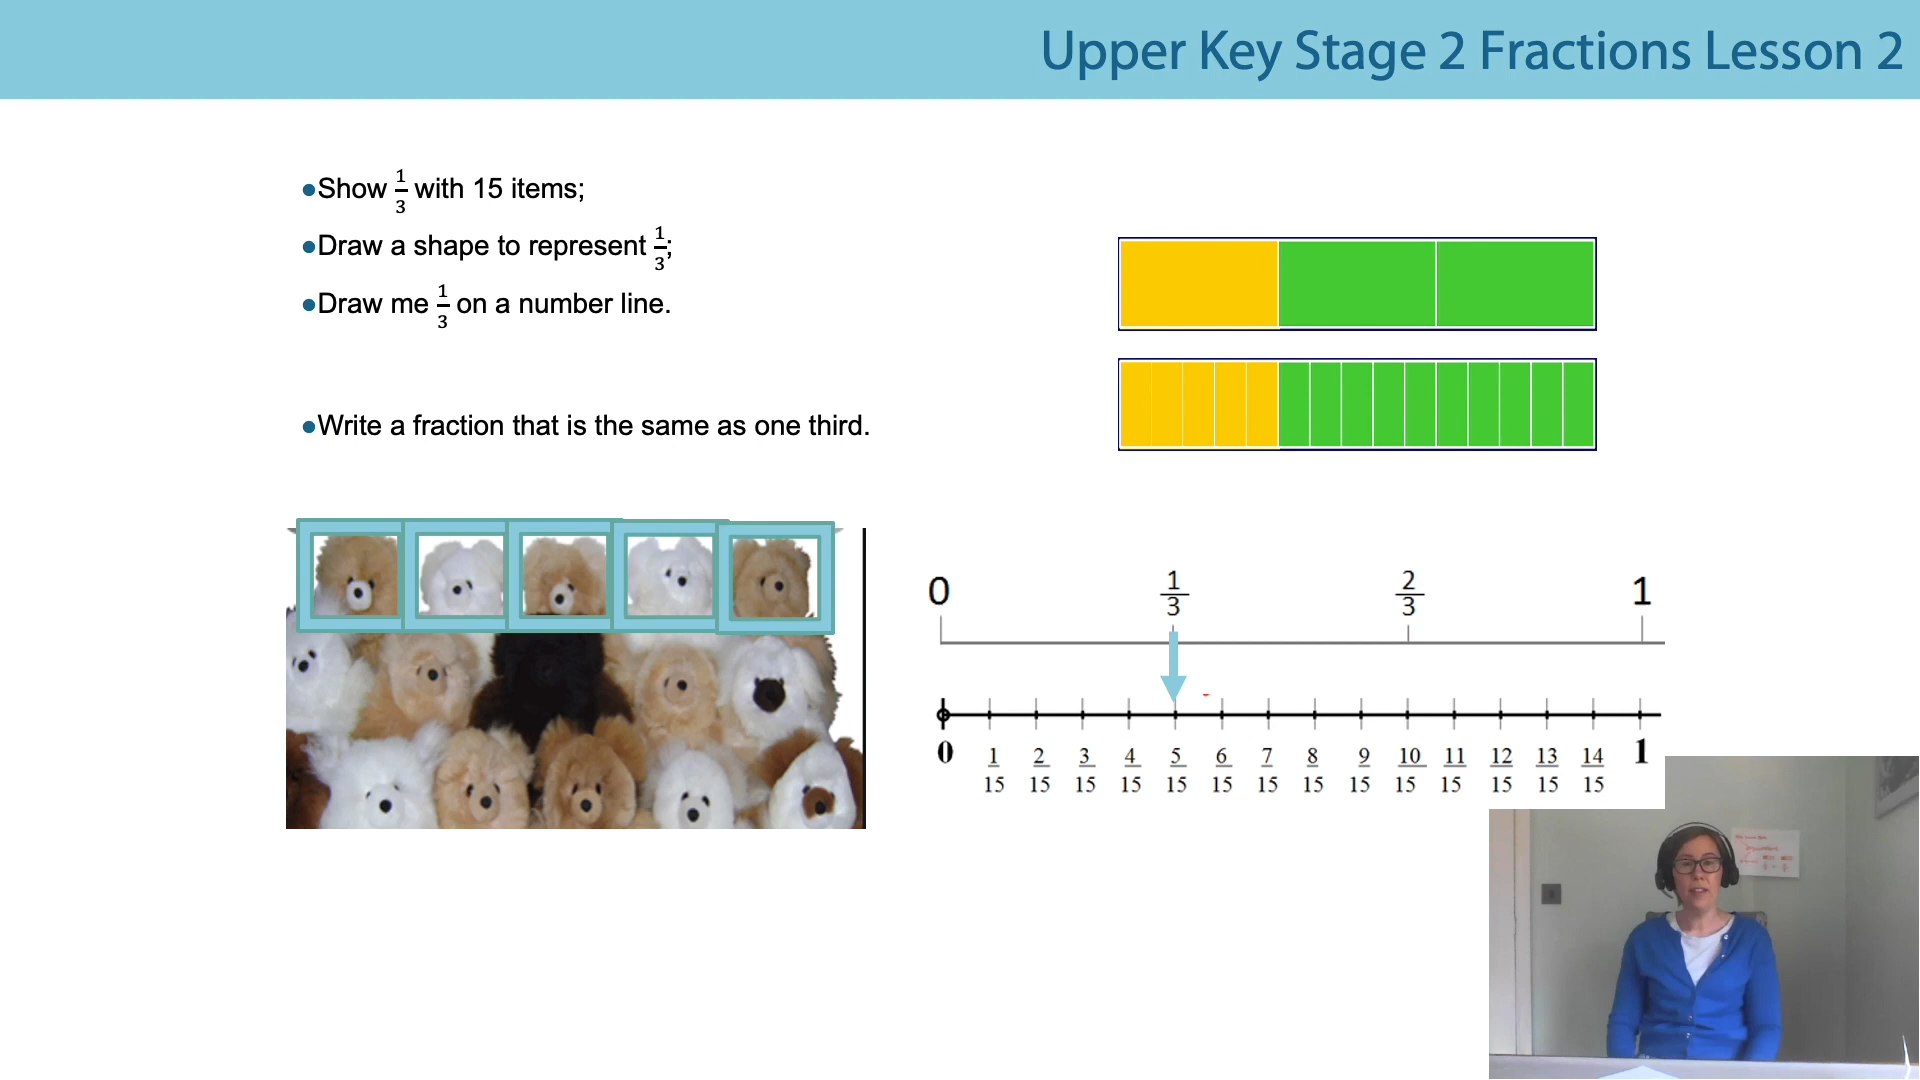 Upper Key Stage 2 Fractions Lesson 2
●Show 1/3 with 15 items;
●Draw a shape to represent 1/3;
●Draw me 1/3 on a number line.
●Write a fraction that is the same as one third.
0 1/3 2/3 1
0 1/15 2/15 3/15 4/15 5/15 6/15 7/15 8/15 9/15 10/15 11/15 12/15 13/15 14/15 1